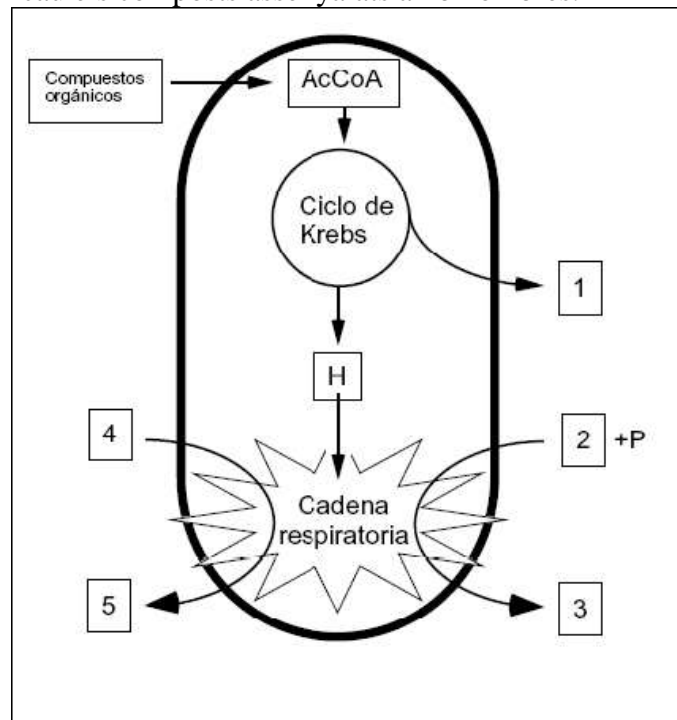 Compuestos
orgánicos
AcCoA
Ciclo de
Krebs
1
H
4
2 +P
Cadena
respiratoria
5
3